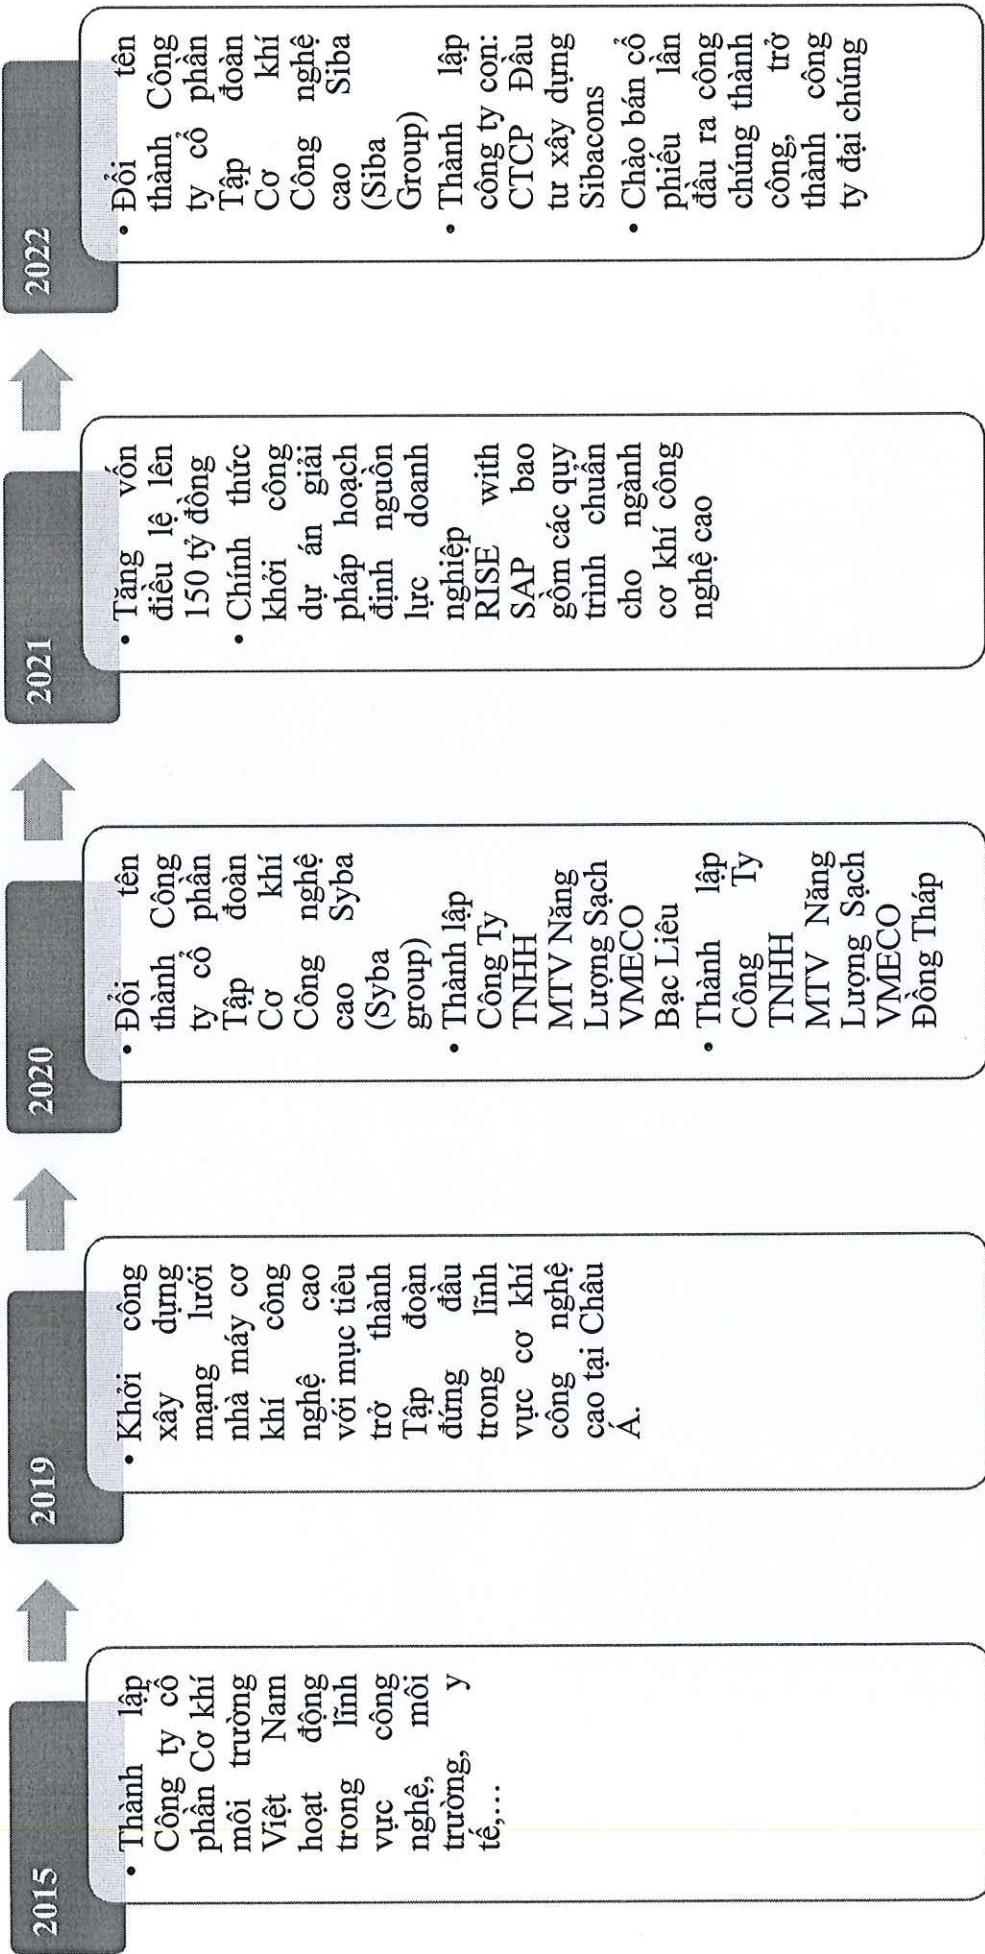 2015
• Thành lập
Công ty cổ
phần Cơ khí
môi trường
Việt Nam
hoạt động
trong lĩnh
vực công
nghệ, môi
trường, y
tế,…
2019
• Khởi công
xây dựng
mạng lưới
nhà máy cơ
khí công
nghệ cao
với mục tiêu
trở thành
Tập đoàn
đứng đầu
trong lĩnh
vực cơ khí
công nghệ
cao tại Châu
Á.
2020
• Đổi tên
thành Công
ty cổ phần
Tập đoàn
Cơ khí
Công nghệ
cao Syba
(Syba
group)
• Thành lập
Công Ty
TNHH
MTV Năng
Lượng Sạch
VMECO
Bạc Liêu
• Thành lập
Công Ty
TNHH
MTV Năng
Lượng Sạch
VMECO
Đồng Tháp
2021
• Tăng vốn
điều lệ lên
150 tỷ đồng
• Chính thức
khởi công
dự án giải
pháp hoạch
định nguồn
lực doanh
nghiệp
RISE with
SAP bao
gồm các quy
trình chuẩn
cho ngành
cơ khí công
nghệ cao
2022
• Đổi tên
thành Công
ty cổ phần
Tập đoàn
Cơ khí
Công nghệ
cao Siba
(Siba
Group)
• Thành lập
công ty con:
CTCP Đầu
tư xây dựng
Sibacons
• Chào bán cổ
phiếu lần
đầu ra công
chúng thành
công, trở
thành công
ty đại chúng